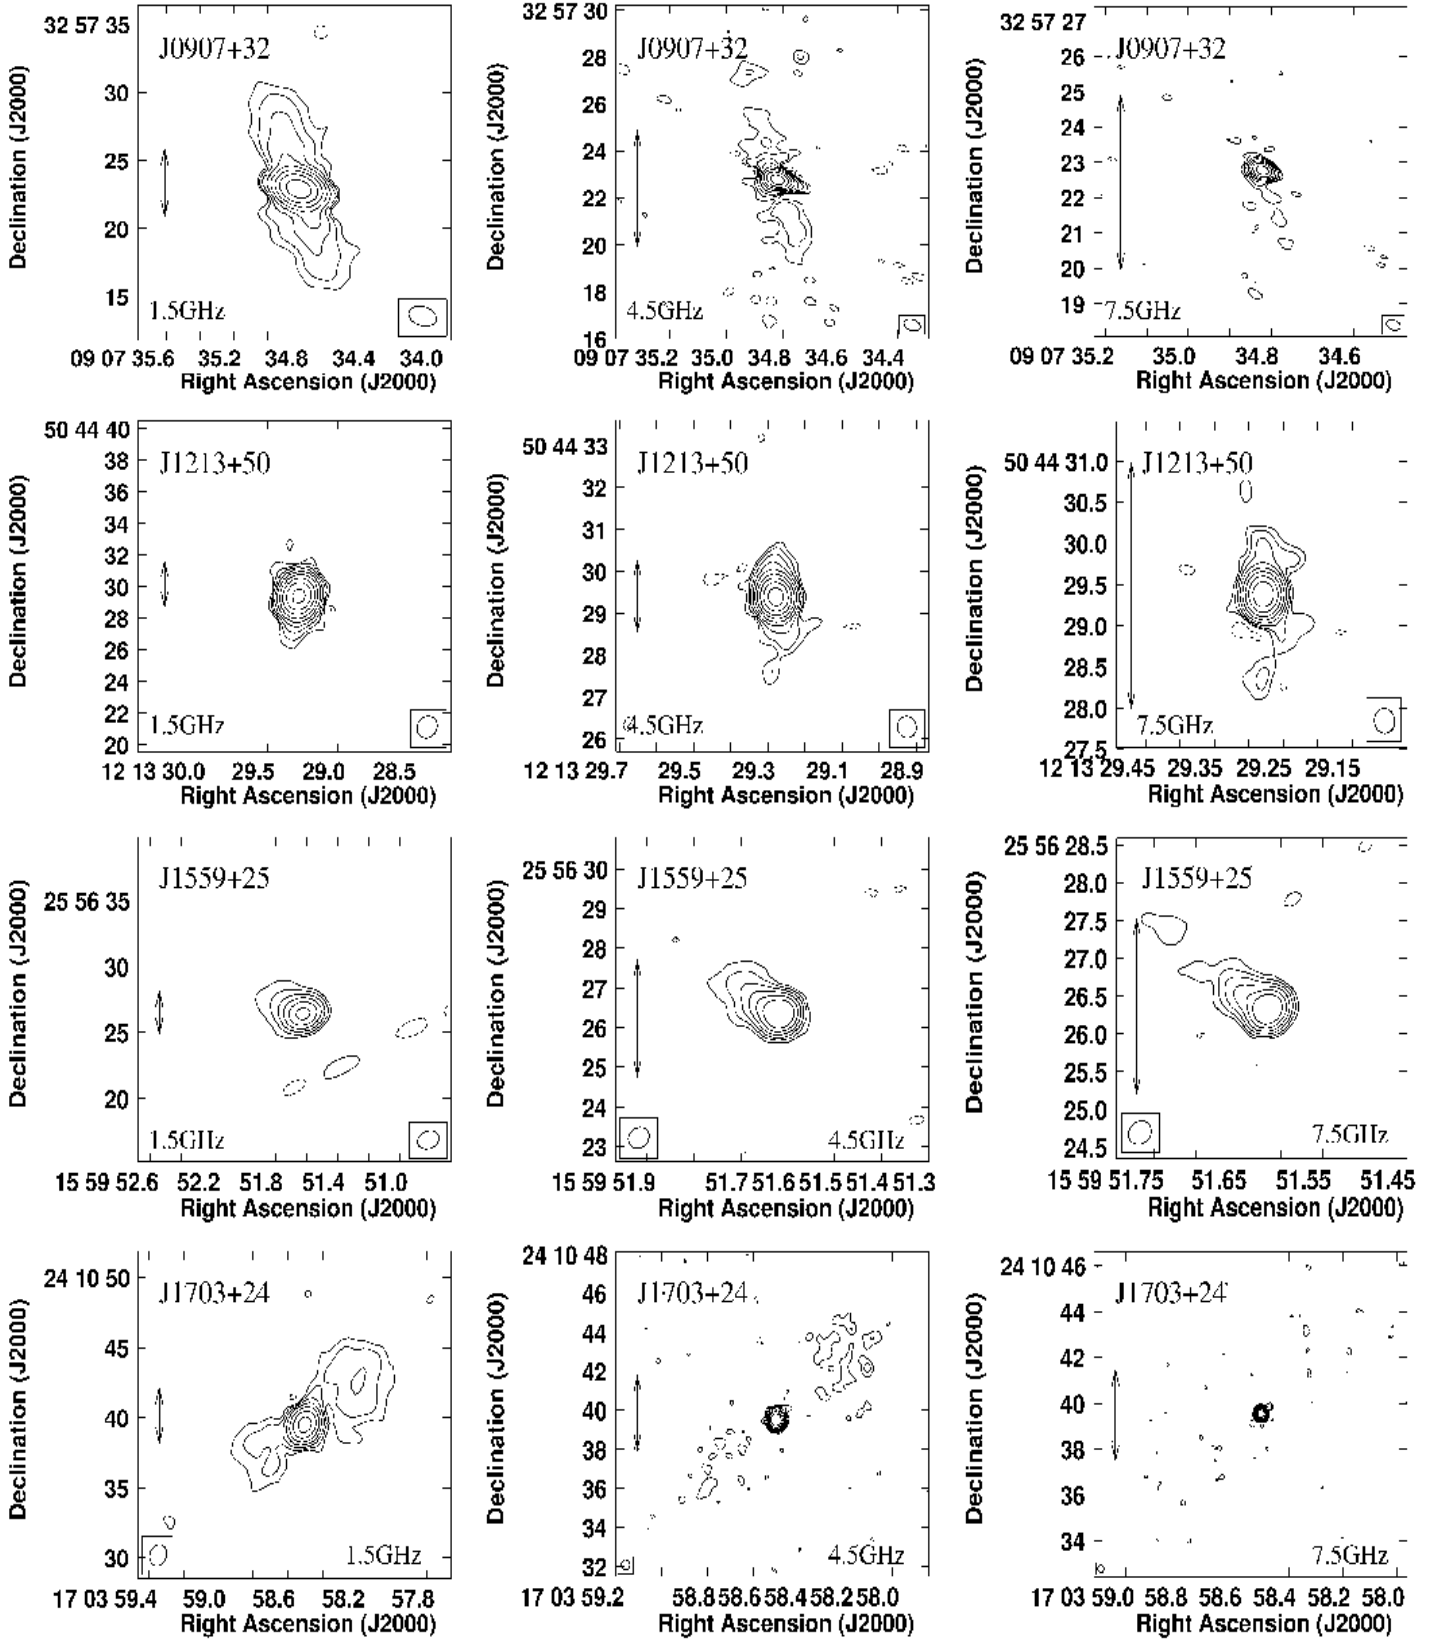 32 57 35
30
25
20
15
J0907+32
1.5GHz
Declination (J2000)
09 07 35.6 35.2 34.8 34.4 34.0
Right Ascension (J2000)
32 57 30
28
26
24
22
20
18
16
J0907+32
4.5GHz
Declination (J2000)
09 07 35.2 35.0 34.8 34.6 34.4
Right Ascension (J2000)
32 57 27
26
25
24
23
22
21
20
19
J0907+32
7.5GHz
Declination (J2000)
09 07 35.2 35.0 34.8 34.6
Right Ascension (J2000)
50 44 40
38
36
34
32
30
28
26
24
22
20
J1213+50
1.5GHz
Declination (J2000)
12 13 30.0 29.5 29.0 28.5
Right Ascension (J2000)
50 44 33
32
31
30
29
28
27
26
J1213+50
4.5GHz
Declination (J2000)
12 13 29.7 29.5 29.3 29.1 28.9
Right Ascension (J2000)
50 44 31.0
30.5
30.0
29.5
29.0
28.5
28.0
27.5
J1213+50
7.5GHz
Declination (J2000)
12 13 29.45 29.35 29.25 29.15
Right Ascension (J2000)
25 56 35
30
25
20
J1559+25
1.5GHz
Declination (J2000)
15 59 52.6 52.2 51.8 51.4 51.0
Right Ascension (J2000)
25 56 30
29
28
27
26
25
24
23
J1559+25
4.5GHz
Declination (J2000)
15 59 51.9 51.7 51.6 51.5 51.4 51.3
Right Ascension (J2000)
25 56 28.5
28.0
27.5
27.0
26.5
26.0
25.5
25.0
24.5
J1559+25
7.5GHz
Declination (J2000)
15 59 51.75 51.65 51.55 51.45
Right Ascension (J2000)
24 10 50
45
40
35
30
J1703+24
1.5GHz
Declination (J2000)
17 03 59.4 59.0 58.6 58.2 57.8
Right Ascension (J2000)
24 10 48
46
44
42
40
38
36
34
32
J1703+24
4.5GHz
Declination (J2000)
17 03 59.2 58.8 58.6 58.4 58.2 58.0
Right Ascension (J2000)
24 10 46
44
42
40
38
36
34
J1703+24
7.5GHz
Declination (J2000)
17 03 59.0 58.8 58.6 58.4 58.2 58.0
Right Ascension (J2000)